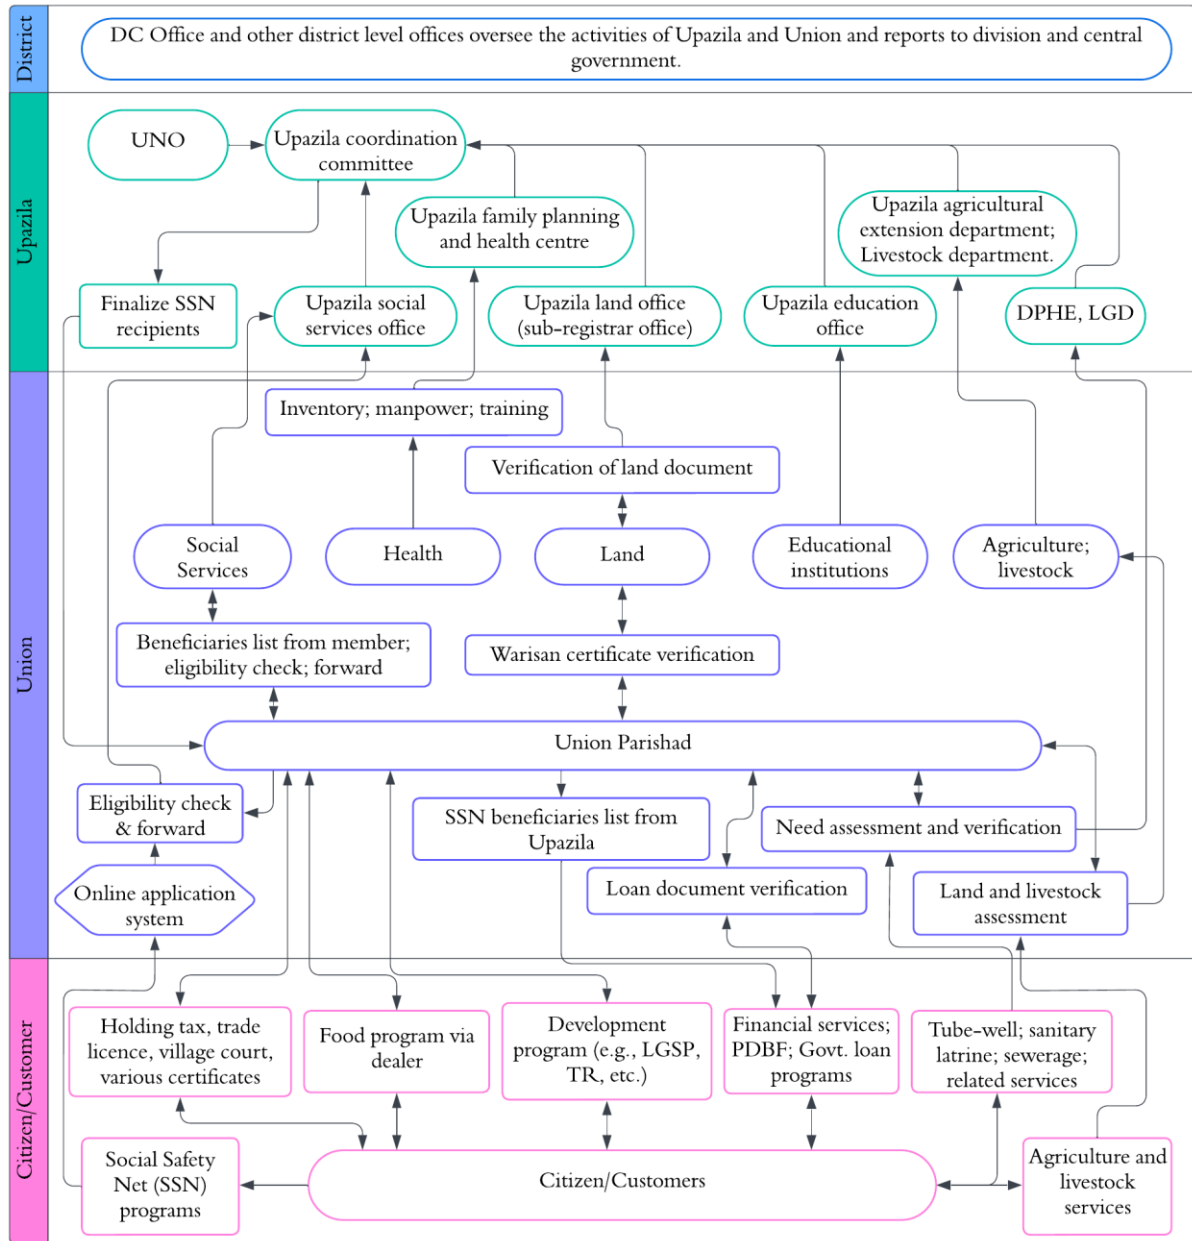 District
DC Office and other district level offices oversee the activities of Upazila and Union and reports to division and central
government.
Upazila
UNO
Upazila coordination
committee
Upazila family planning
and health centre
Upazila agricultural
extension department;
Livestock department.
Finalize SSN
recipients
Upazila social
services office
Upazila land office
(sub-registrar office)
Upazila education
office
DPHE, LGD
Union
Inventory; manpower; training
Verification of land document
Social
Services
Health
Land
Educational
institutions
Agriculture;
livestock
Beneficiaries list from member;
eligibility check; forward
Warisan certificate verification
Union Parishad
Eligibility check
& forward
SSN beneficiaries list from
Upazila
Need assessment and verification
Online application
system
Loan document verification
Land and livestock
assessment
Citizen/Customer
Holding tax, trade
licence, village court,
various certificates
Food program via
dealer
Development
program (e.g., LGSP,
TR, etc.)
Financial services;
PDBF; Govt. loan
programs
Tube-well; sanitary
latrine; sewerage;
related services
Social Safety
Net (SSN)
programs
Citizen/Customers
Agriculture and
livestock
services